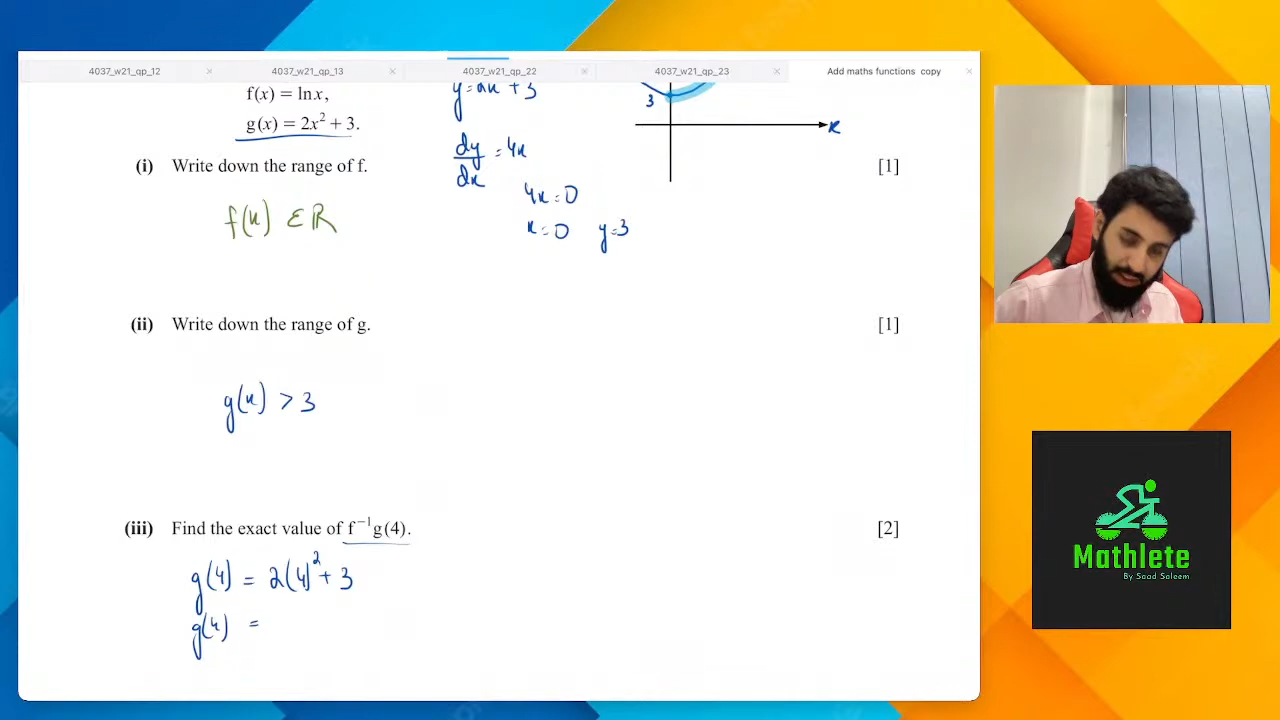 4037_w21_qp_12 × 4037_w21_qp_13 × 4037_w21_qp_22 × 4037_w21_qp_23 × Add maths functions copy ×
f(x) = ln x,
g(x) = 2x² + 3.
y = 2x + 3
3
x
dy/dx = 4x
4x = 0
x = 0 y = 3
(i) Write down the range of f. [1]
f(x) ∈ ℝ
(ii) Write down the range of g. [1]
g(x) > 3
(iii) Find the exact value of f⁻¹g(4). [2]
g(4) = 2(4)² + 3
g(4) =
Mathlete
By Saad Saleem